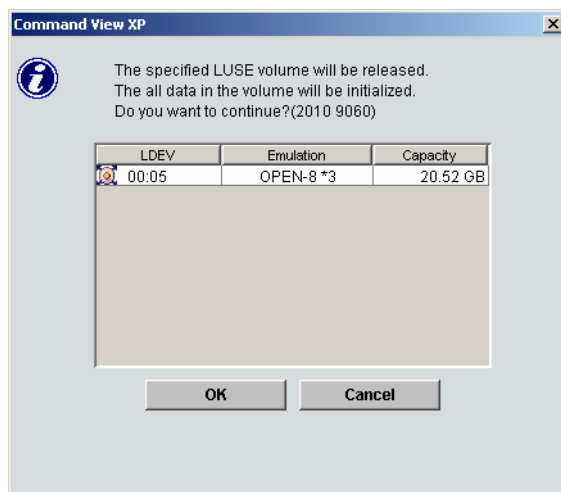 Command View XP
The specified LUSE volume will be released.
The all data in the volume will be initialized.
Do you want to continue?(2010 9060)
LDEV Emulation Capacity
00:05 OPEN-8 *3 20.52 GB
OK Cancel